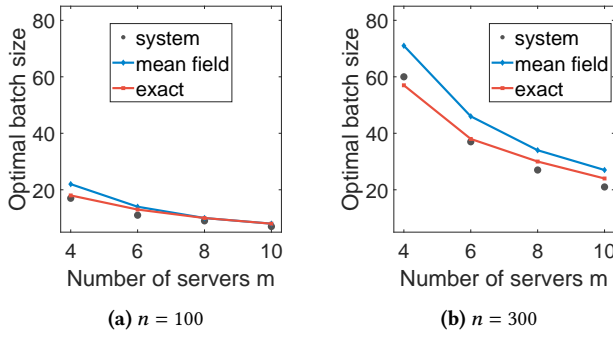 Optimal batch size
80
60
40
20
4
6
8
10
Number of servers m
system
mean field
exact
(a) n = 100
Optimal batch size
80
60
40
20
4
6
8
10
Number of servers m
system
mean field
exact
(b) n = 300